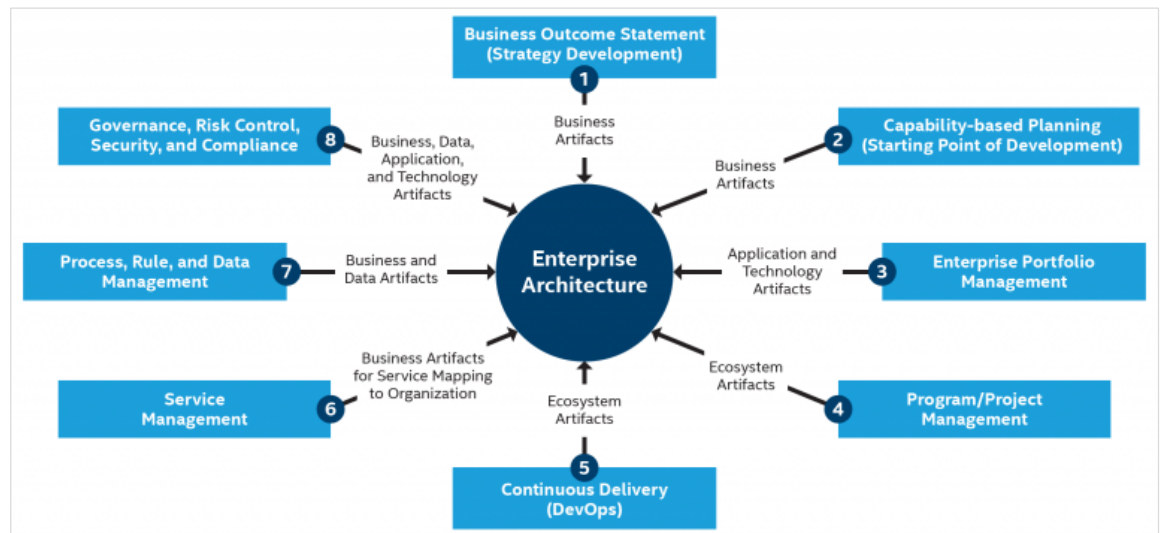 Business Outcome Statement
(Strategy Development)
1
Business
Artifacts
Governance, Risk Control,
Security, and Compliance
8
Business, Data,
Application,
and Technology
Artifacts
2
Capability-based Planning
(Starting Point of Development)
Business
Artifacts
Enterprise
Architecture
Process, Rule, and Data
Management
7
Business and
Data Artifacts
Application and
Technology
Artifacts
3
Enterprise Portfolio
Management
Business Artifacts
for Service Mapping
to Organization
Service
Management
6
Ecosystem
Artifacts
4
Program/Project
Management
Ecosystem
Artifacts
5
Continuous Delivery
(DevOps)